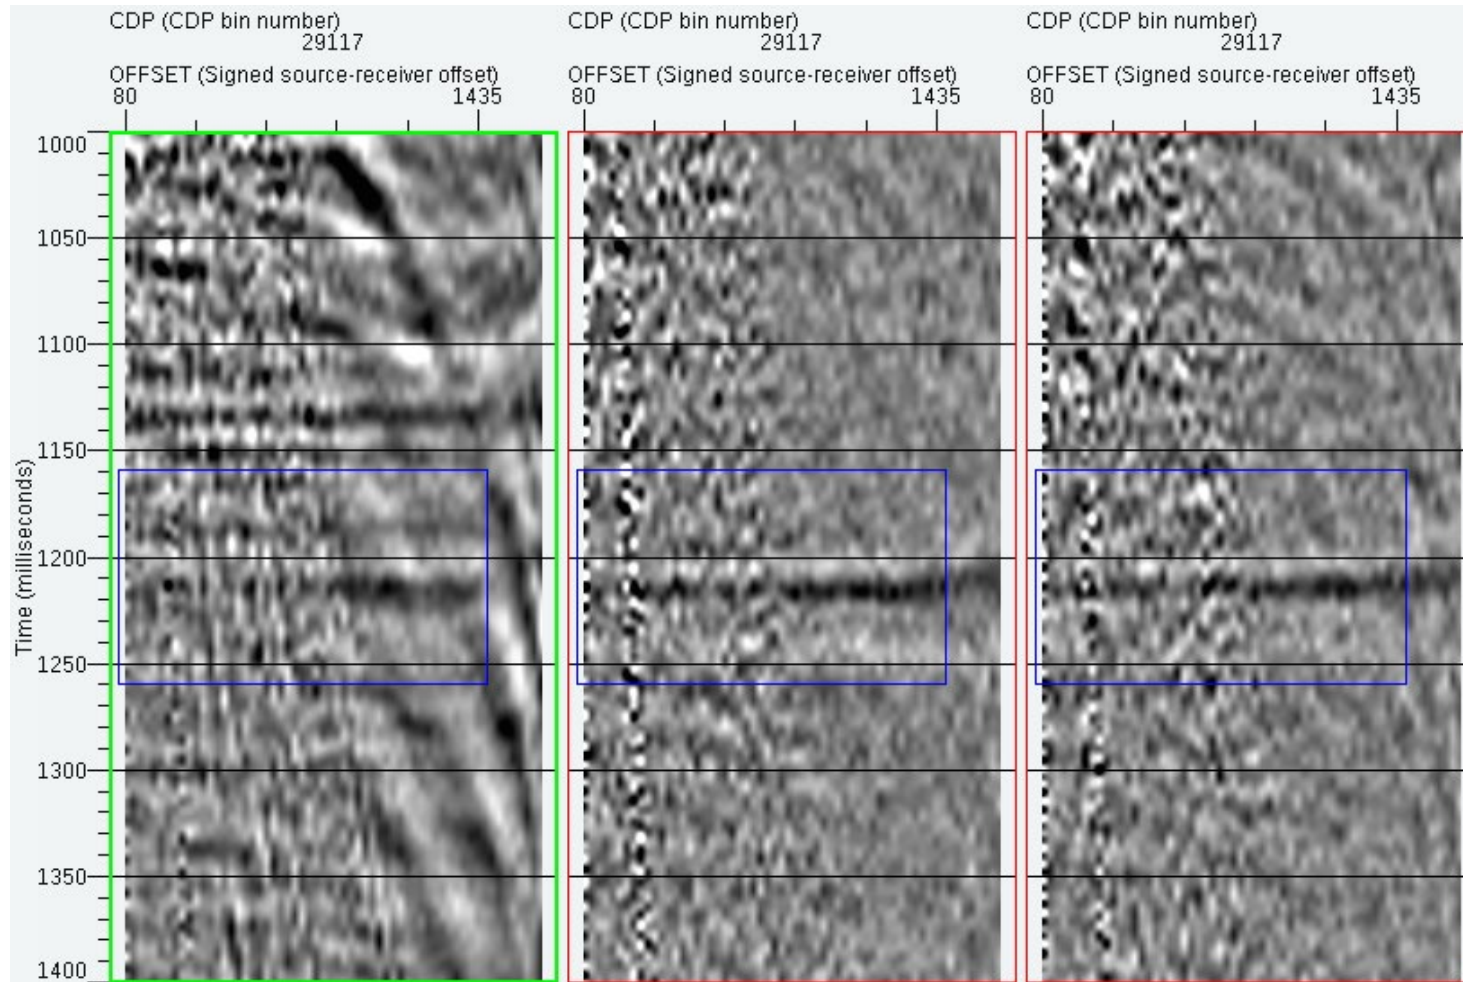 CDP (CDP bin number) CDP (CDP bin number) CDP (CDP bin number)
29117 29117 29117
OFFSET (Signed source-receiver offset) OFFSET (Signed source-receiver offset) OFFSET (Signed source-receiver offset)
80 1435 80 1435 80 1435
1000
1050
1100
1150
1200
1250
1300
1350
1400
Time (milliseconds)